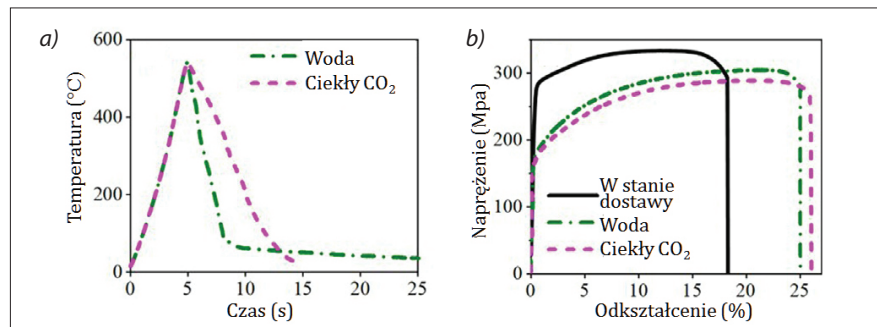 a)
600
400
200
0
Temperatura (°C)
Woda
Ciekły CO₂
0 5 10 15 20 25
Czas (s)
b)
300
200
100
0
Naprężenie (Mpa)
W stanie
dostawy
Woda
Ciekły CO₂
0 5 10 15 20 25
Odkształcenie (%)